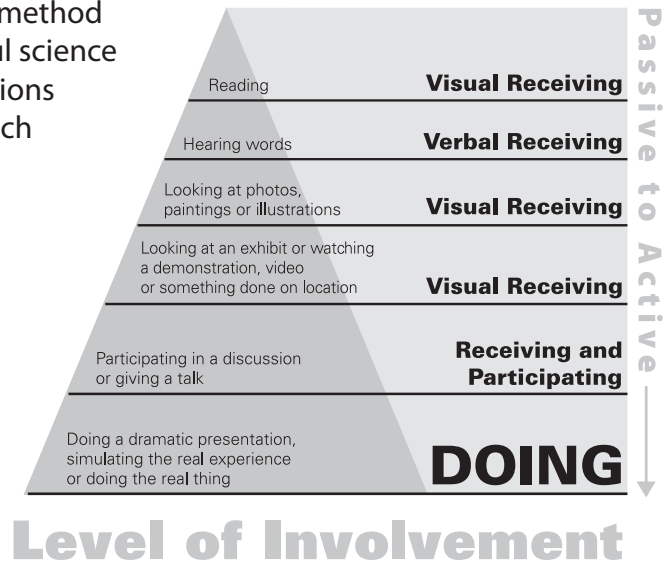 method
l science
ions
ch
Reading
Visual Receiving
Hearing words
Verbal Receiving
Looking at photos,
paintings or illustrations
Visual Receiving
Looking at an exhibit or watching
a demonstration, video
or something done on location
Visual Receiving
Participating in a discussion
or giving a talk
Receiving and
Participating
Doing a dramatic presentation,
simulating the real experience
or doing the real thing
DOING
Passive to Active
Level of Involvement